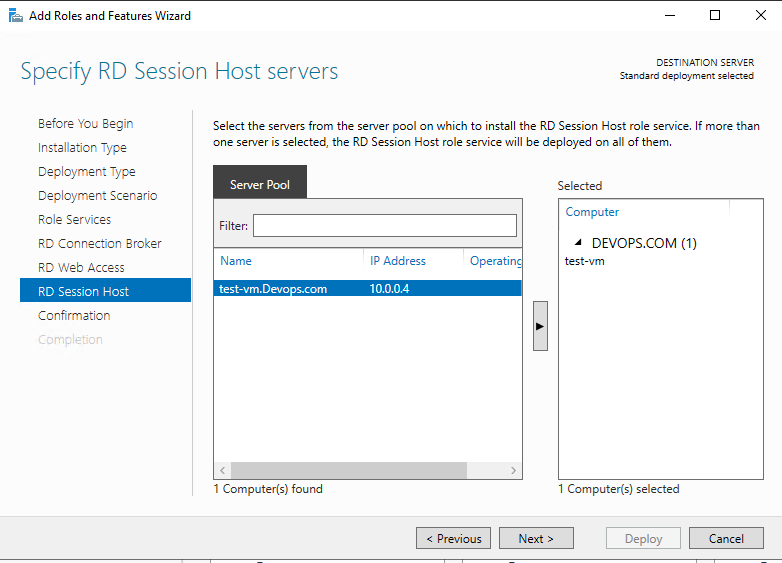 Add Roles and Features Wizard
Specify RD Session Host servers
DESTINATION SERVER
Standard deployment selected
Before You Begin
Installation Type
Deployment Type
Deployment Scenario
Role Services
RD Connection Broker
RD Web Access
RD Session Host
Confirmation
Completion
Select the servers from the server pool on which to install the RD Session Host role service. If more than
one server is selected, the RD Session Host role service will be deployed on all of them.
Server Pool
Filter:
Name IP Address Operating
test-vm.Devops.com 10.0.0.4
1 Computer(s) found
Selected
Computer
DEVOPS.COM (1)
test-vm
1 Computer(s) selected
< Previous Next > Deploy Cancel